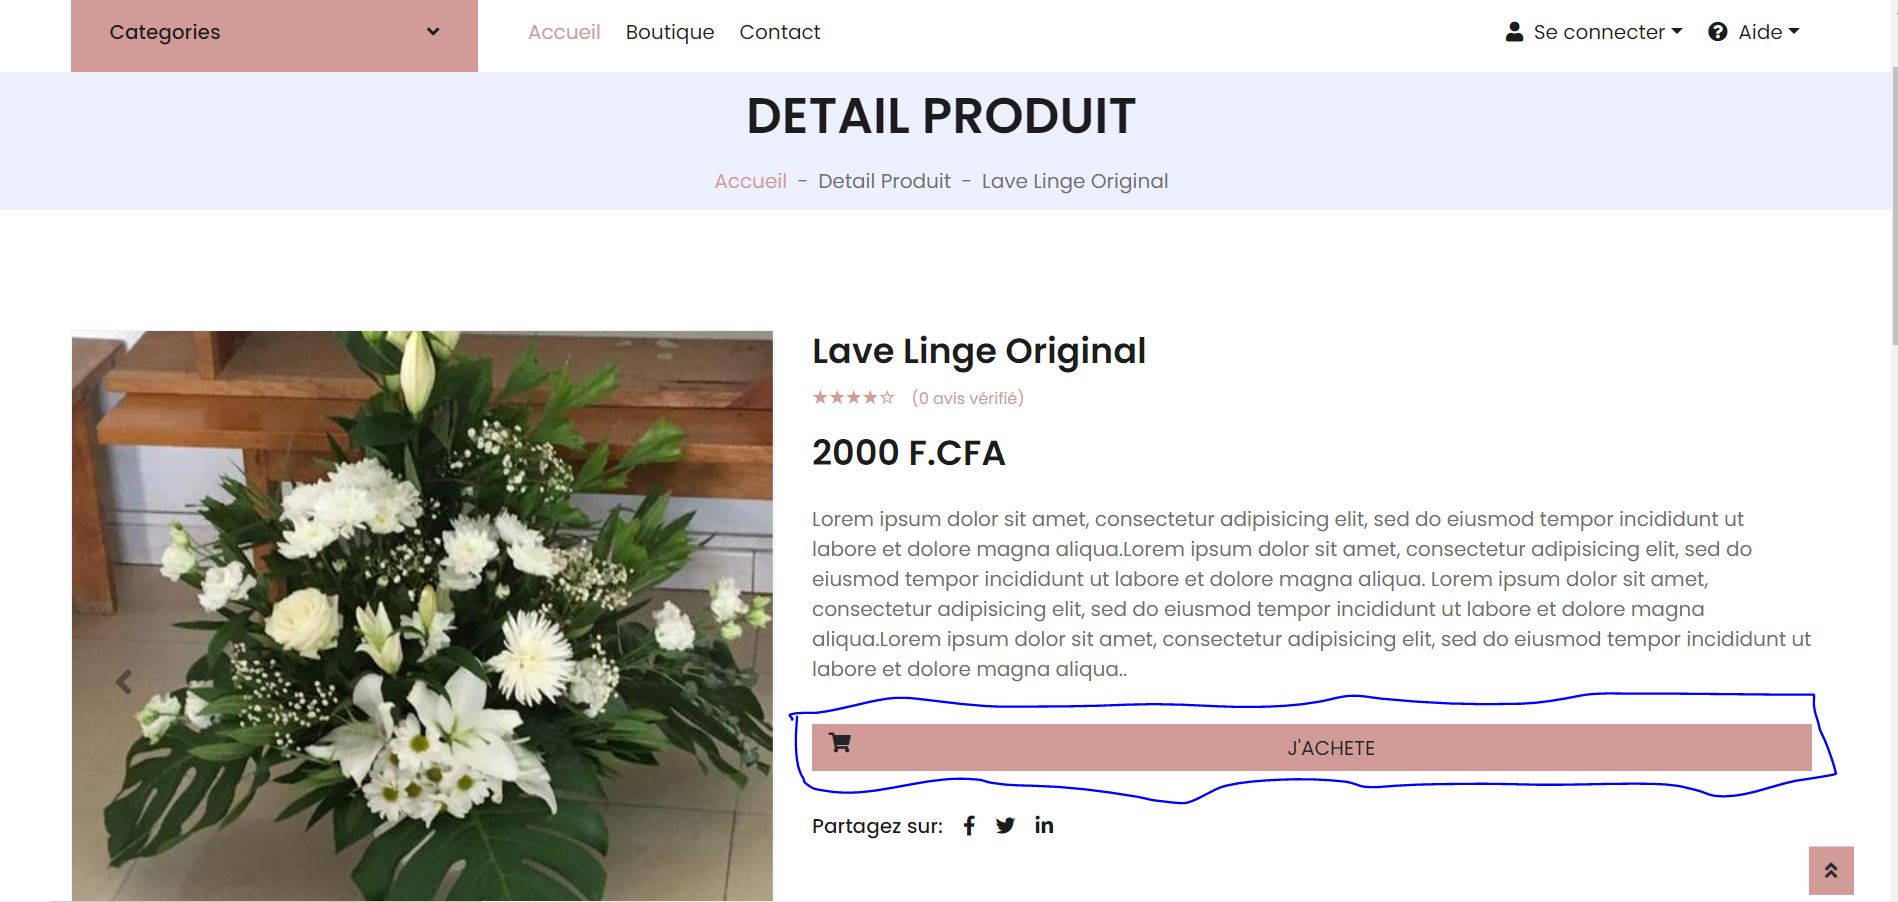 Categories
Accueil Boutique Contact
Se connecter Aide
DETAIL PRODUIT
Accueil - Detail Produit - Lave Linge Original
Lave Linge Original
(0 avis vérifié)
2000 F.CFA
Lorem ipsum dolor sit amet, consectetur adipisicing elit, sed do eiusmod tempor incididunt ut
labore et dolore magna aliqua.Lorem ipsum dolor sit amet, consectetur adipisicing elit, sed do
eiusmod tempor incididunt ut labore et dolore magna aliqua. Lorem ipsum dolor sit amet,
consectetur adipisicing elit, sed do eiusmod tempor incididunt ut labore et dolore magna
aliqua.Lorem ipsum dolor sit amet, consectetur adipisicing elit, sed do eiusmod tempor incididunt ut
labore et dolore magna aliqua..
J'ACHETE
Partagez sur: